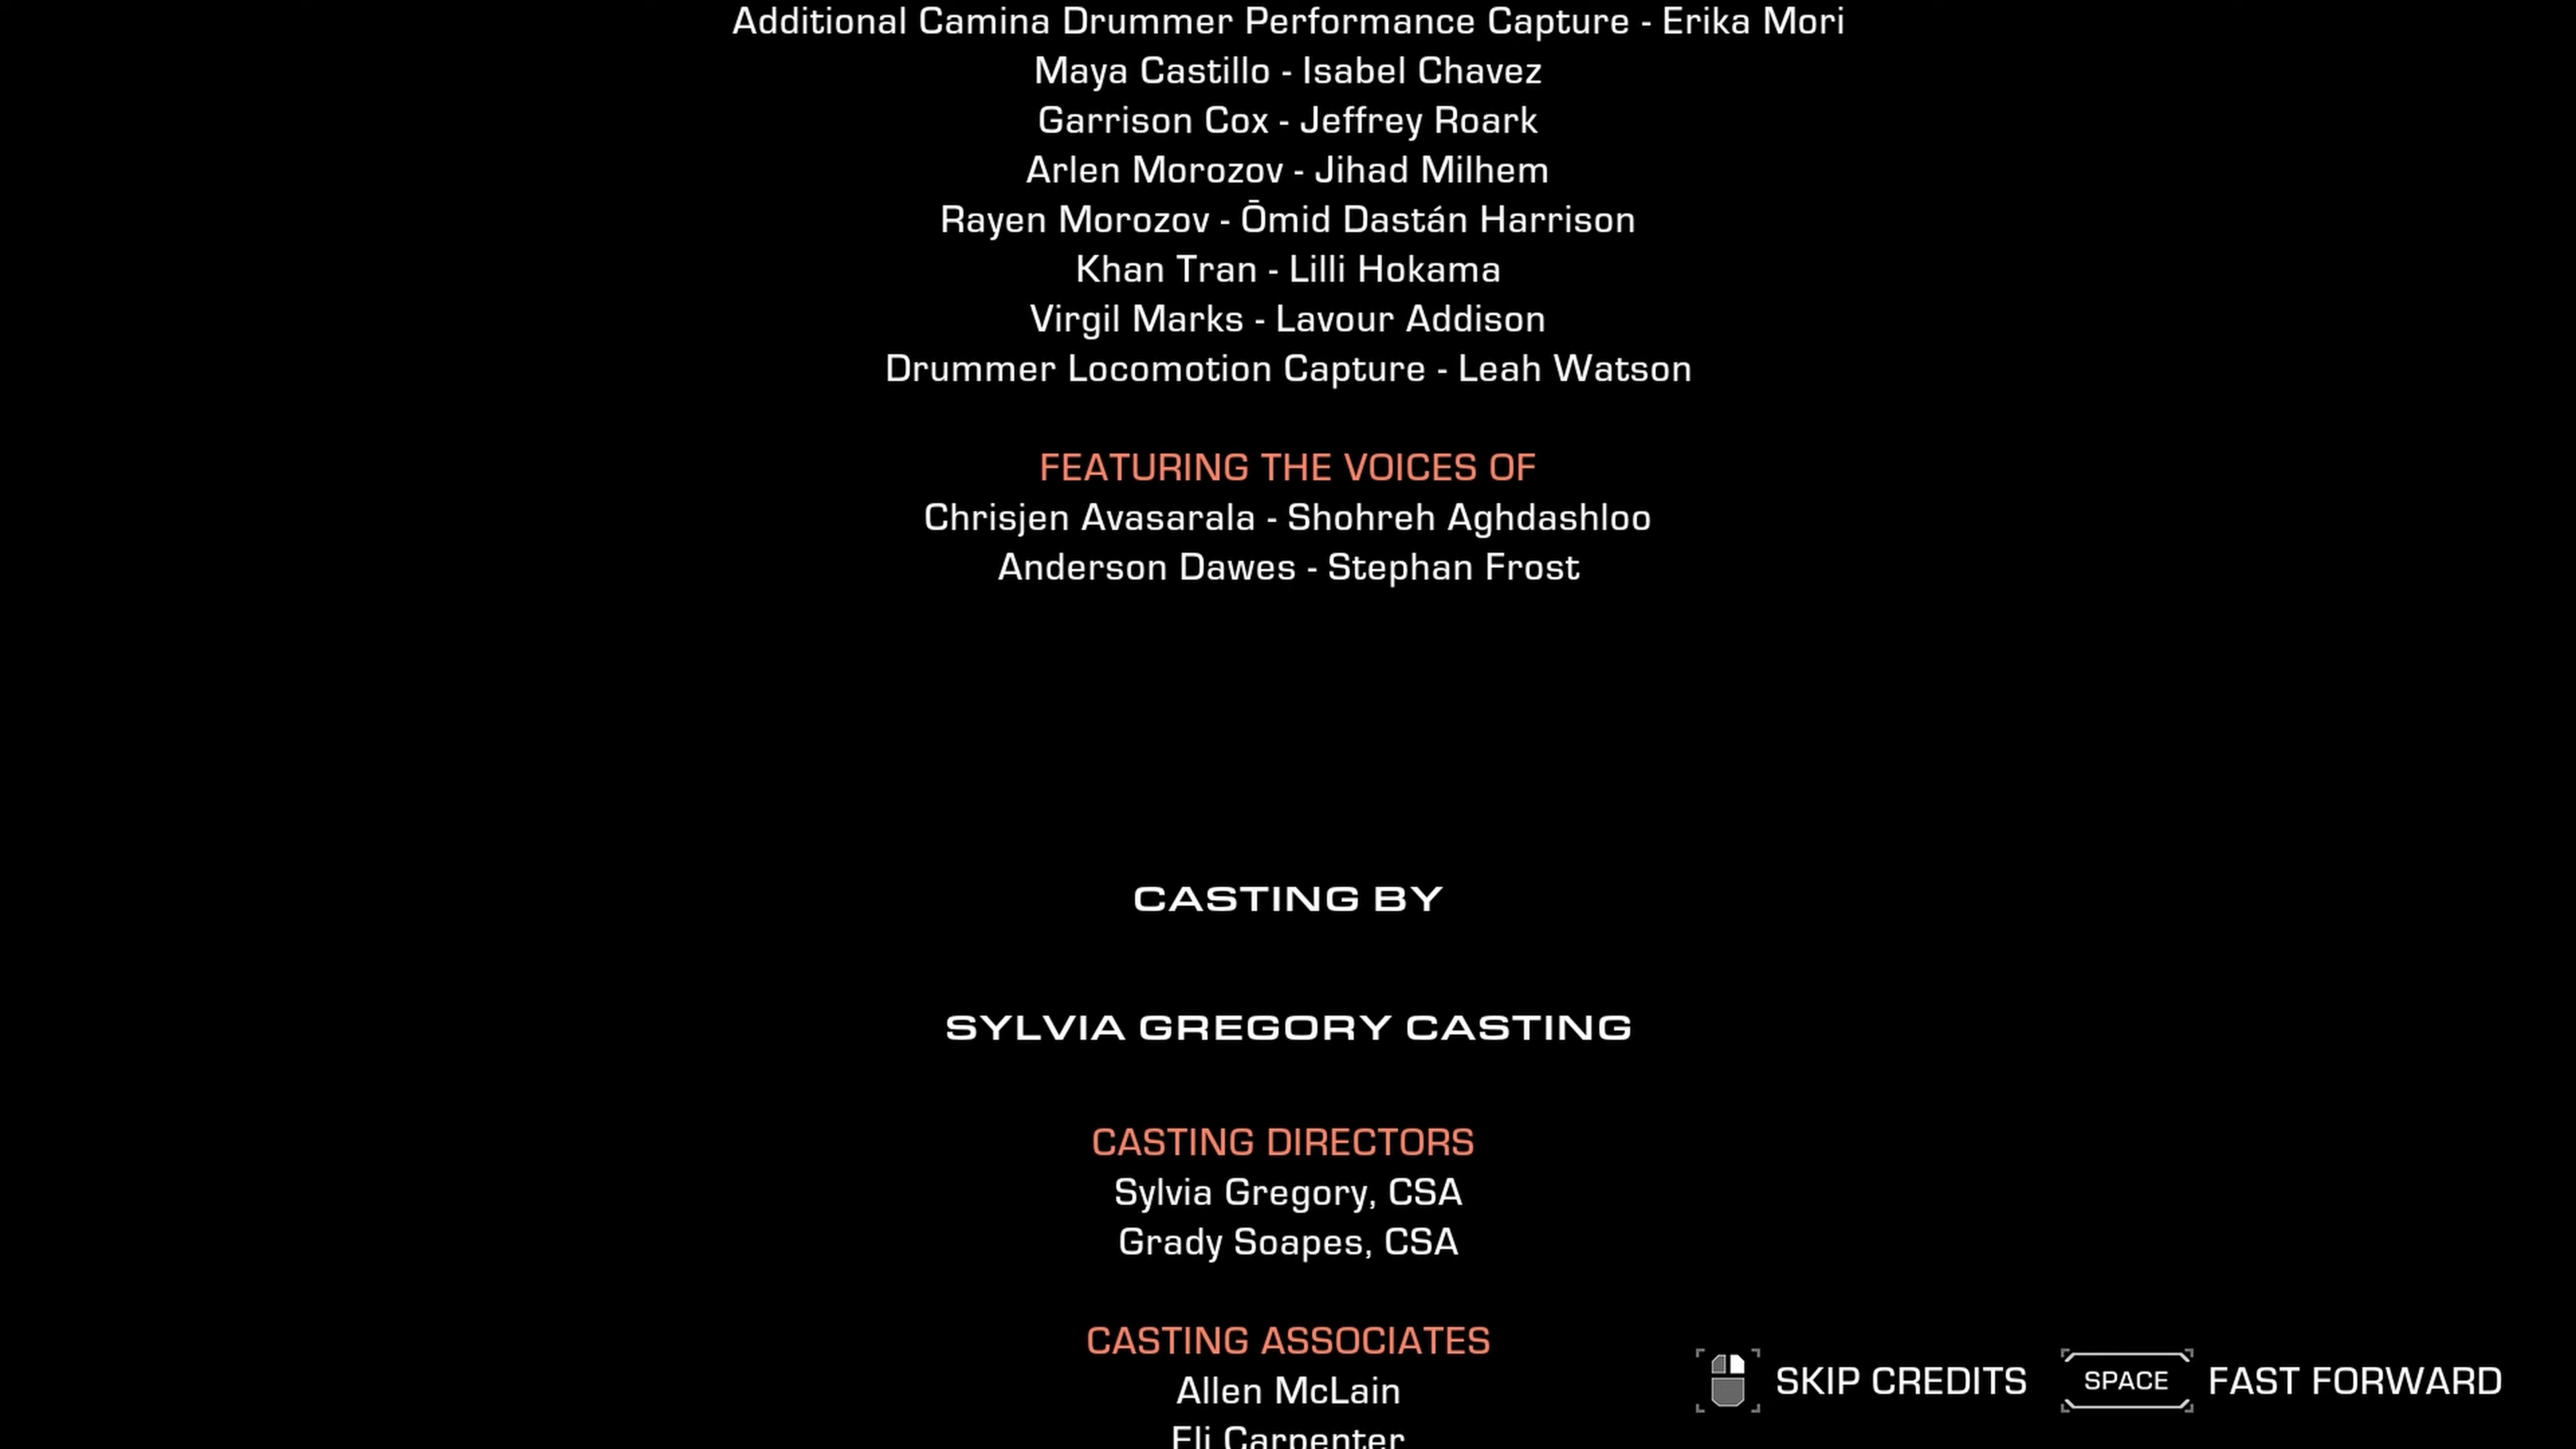 Additional Camina Drummer Performance Capture - Erika Mori
Maya Castillo - Isabel Chavez
Garrison Cox - Jeffrey Roark
Arlen Morozov - Jihad Milhem
Rayen Morozov - Ōmid Dastán Harrison
Khan Tran - Lilli Hokama
Virgil Marks - Lavour Addison
Drummer Locomotion Capture - Leah Watson
FEATURING THE VOICES OF
Chrisjen Avasarala - Shohreh Aghdashloo
Anderson Dawes - Stephan Frost
CASTING BY
SYLVIA GREGORY CASTING
CASTING DIRECTORS
Sylvia Gregory, CSA
Grady Soapes, CSA
CASTING ASSOCIATES
Allen McLain
Eli Carpenter
SKIP CREDITS
SPACE FAST FORWARD